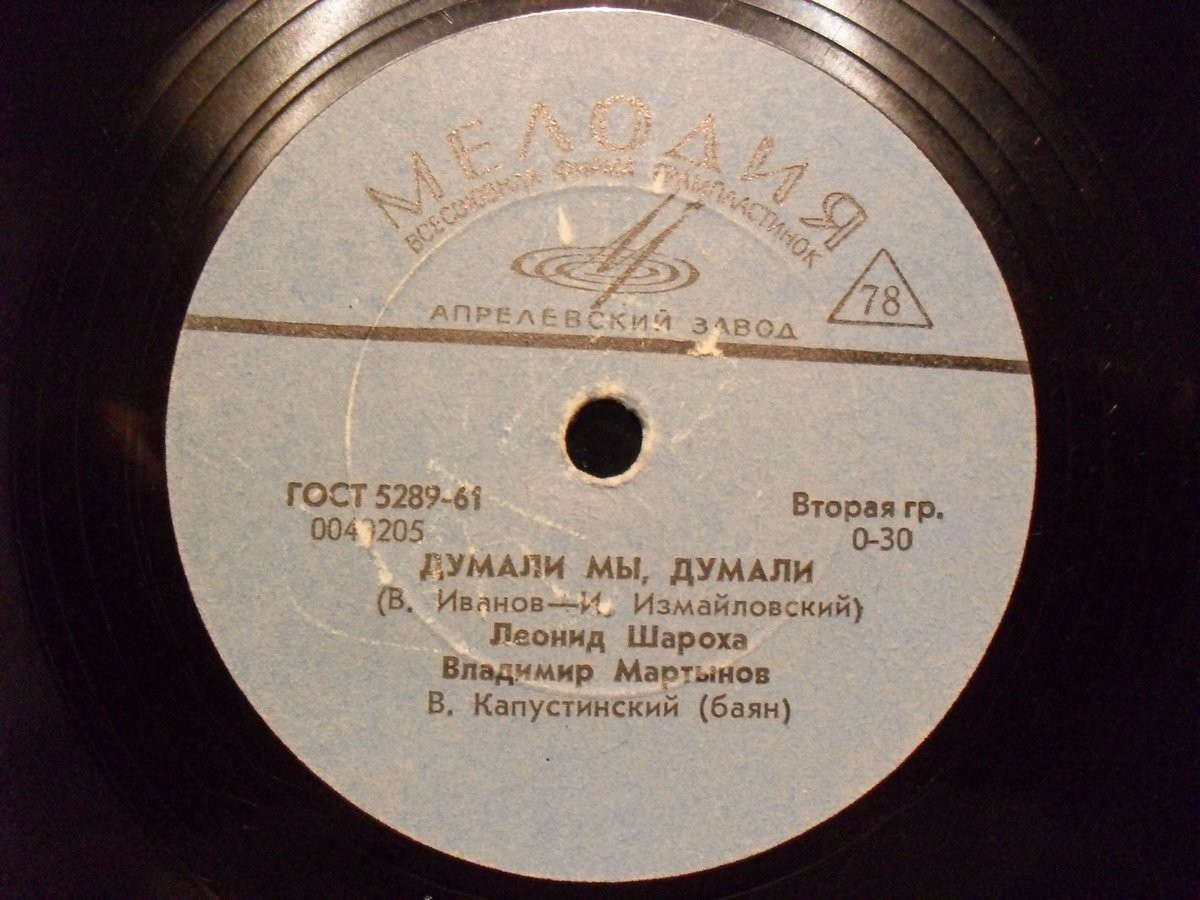 МЕЛОДИЯ
ВСЕСОЮЗНАЯ ФИРМА ГРАМПЛАСТИНОК
78
АПРЕЛЕВСКИЙ ЗАВОД
ГОСТ 5289-61
Вторая гр.
0-30
ДУМАЛИ МЫ, ДУМАЛИ
(В. Иванов—И. Измайловский)
Леонид Шароха
Владимир Мартынов
В. Капустинский (баян)